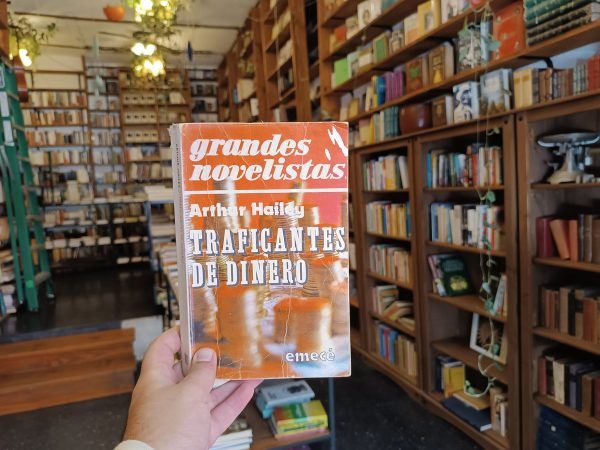 grandes
novelistas
Arthur Hailey
TRAFICANTES
DE DINERO
emecé